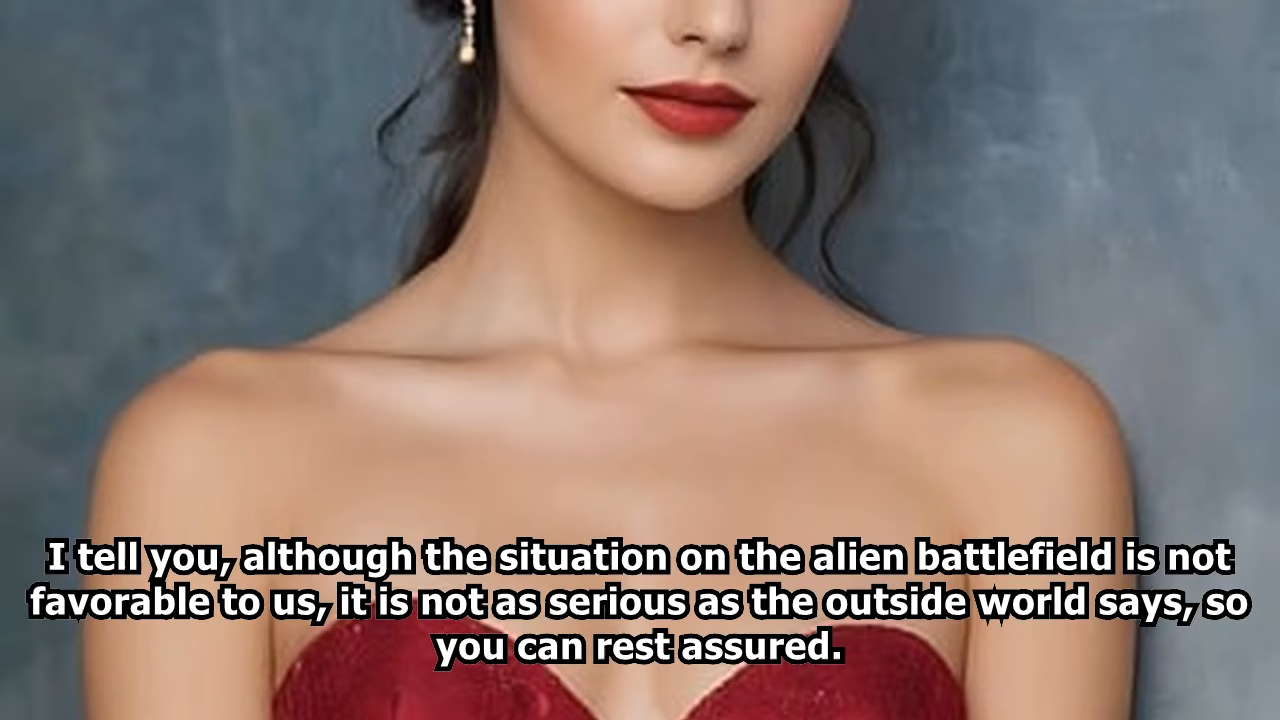 I tell you, although the situation on the alien battlefield is not
favorable to us, it is not as serious as the outside world says, so
you can rest assured.